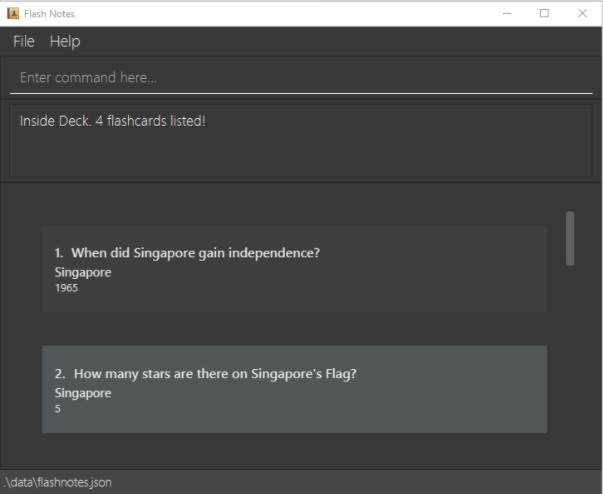 Flash Notes
File Help
Enter command here...
Inside Deck. 4 flashcards listed!
1. When did Singapore gain independence?
Singapore
1965
2. How many stars are there on Singapore's Flag?
Singapore
5
.\data\flashnotes.json